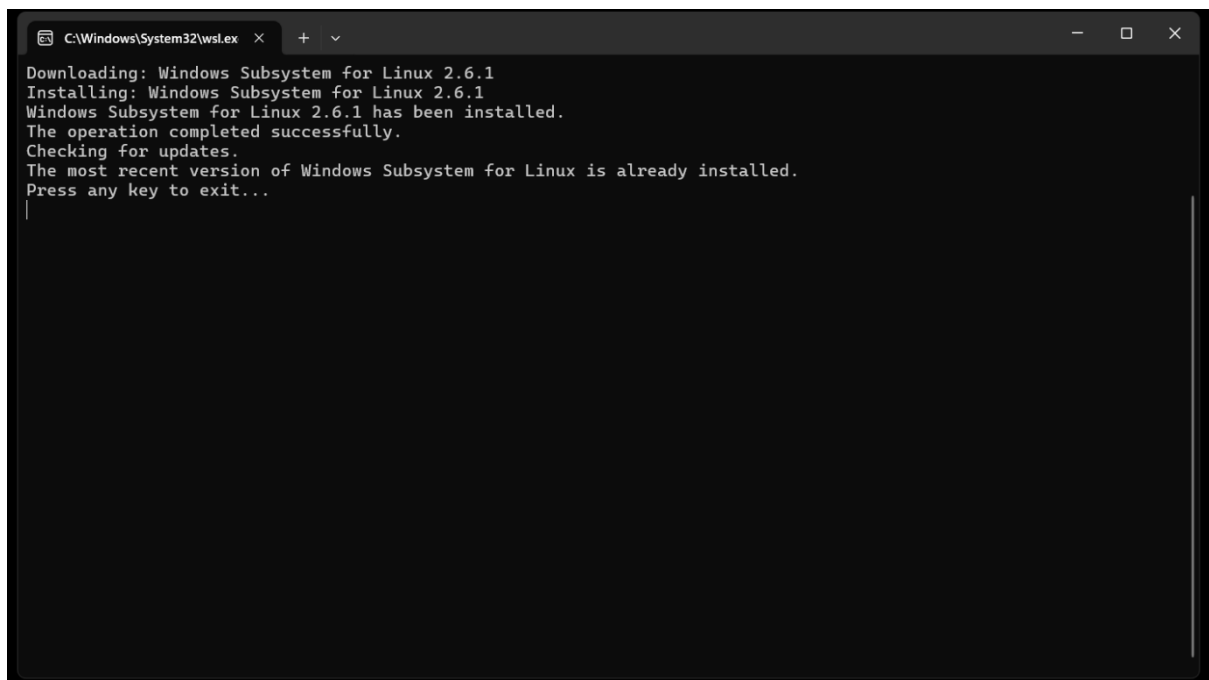 C:\Windows\System32\wsl.ex
Downloading: Windows Subsystem for Linux 2.6.1
Installing: Windows Subsystem for Linux 2.6.1
Windows Subsystem for Linux 2.6.1 has been installed.
The operation completed successfully.
Checking for updates.
The most recent version of Windows Subsystem for Linux is already installed.
Press any key to exit...